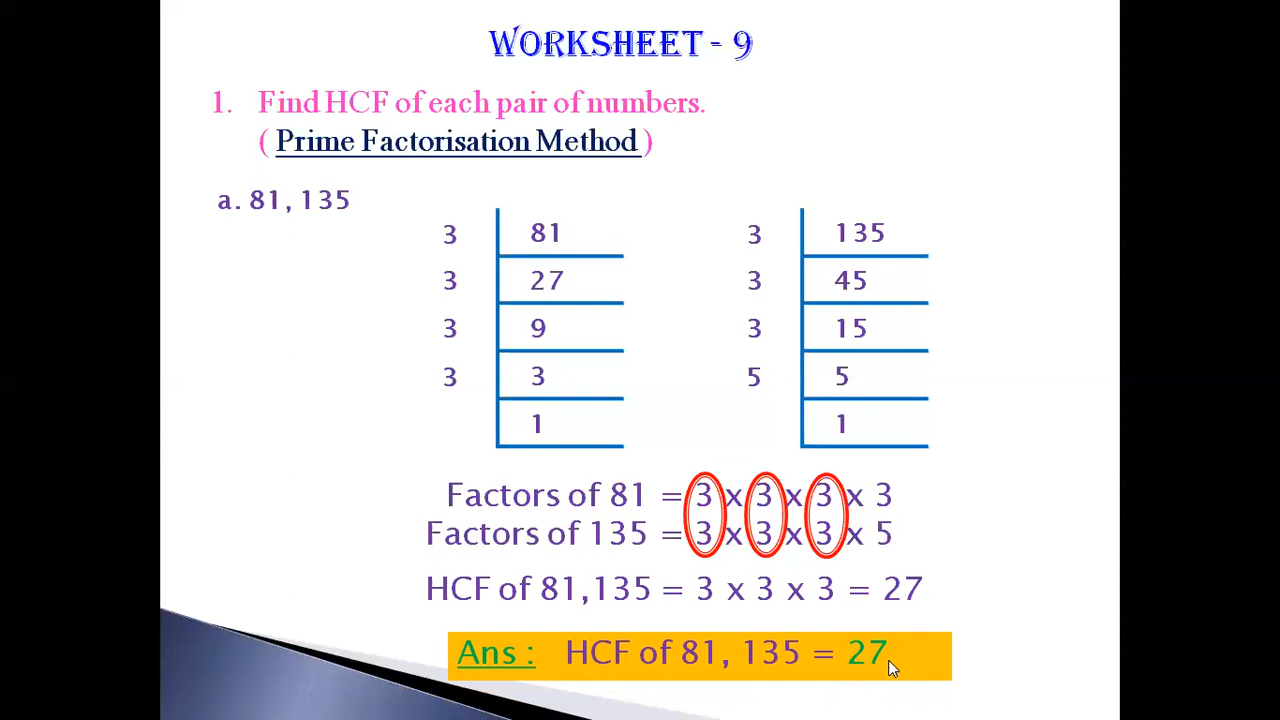 WORKSHEET - 9
1. Find HCF of each pair of numbers.
( Prime Factorisation Method )
a. 81, 135
3 81 3 135
3 27 3 45
3 9 3 15
3 3 5 5
1 1
Factors of 81 = 3 x 3 x 3 x 3
Factors of 135 = 3 x 3 x 3 x 5
HCF of 81,135 = 3 x 3 x 3 = 27
Ans : HCF of 81, 135 = 27